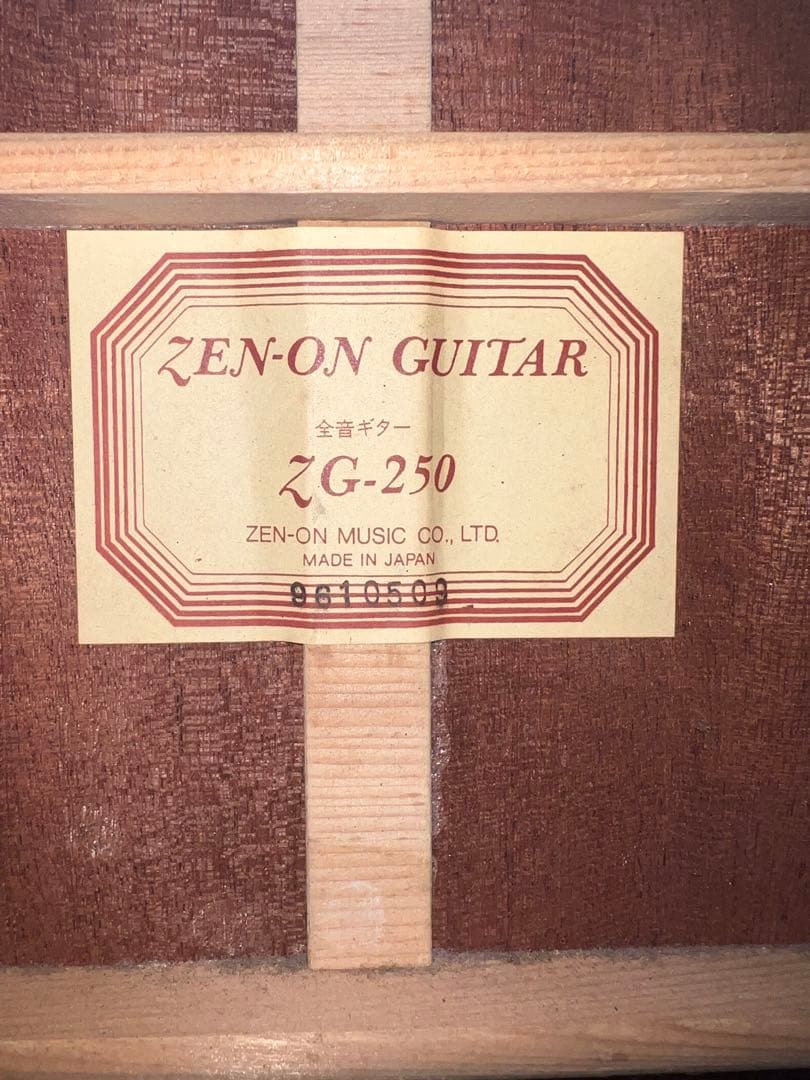 ZEN-ON GUITAR
全音ギター
ZG-250
ZEN-ON MUSIC CO., LTD.
MADE IN JAPAN
9610509